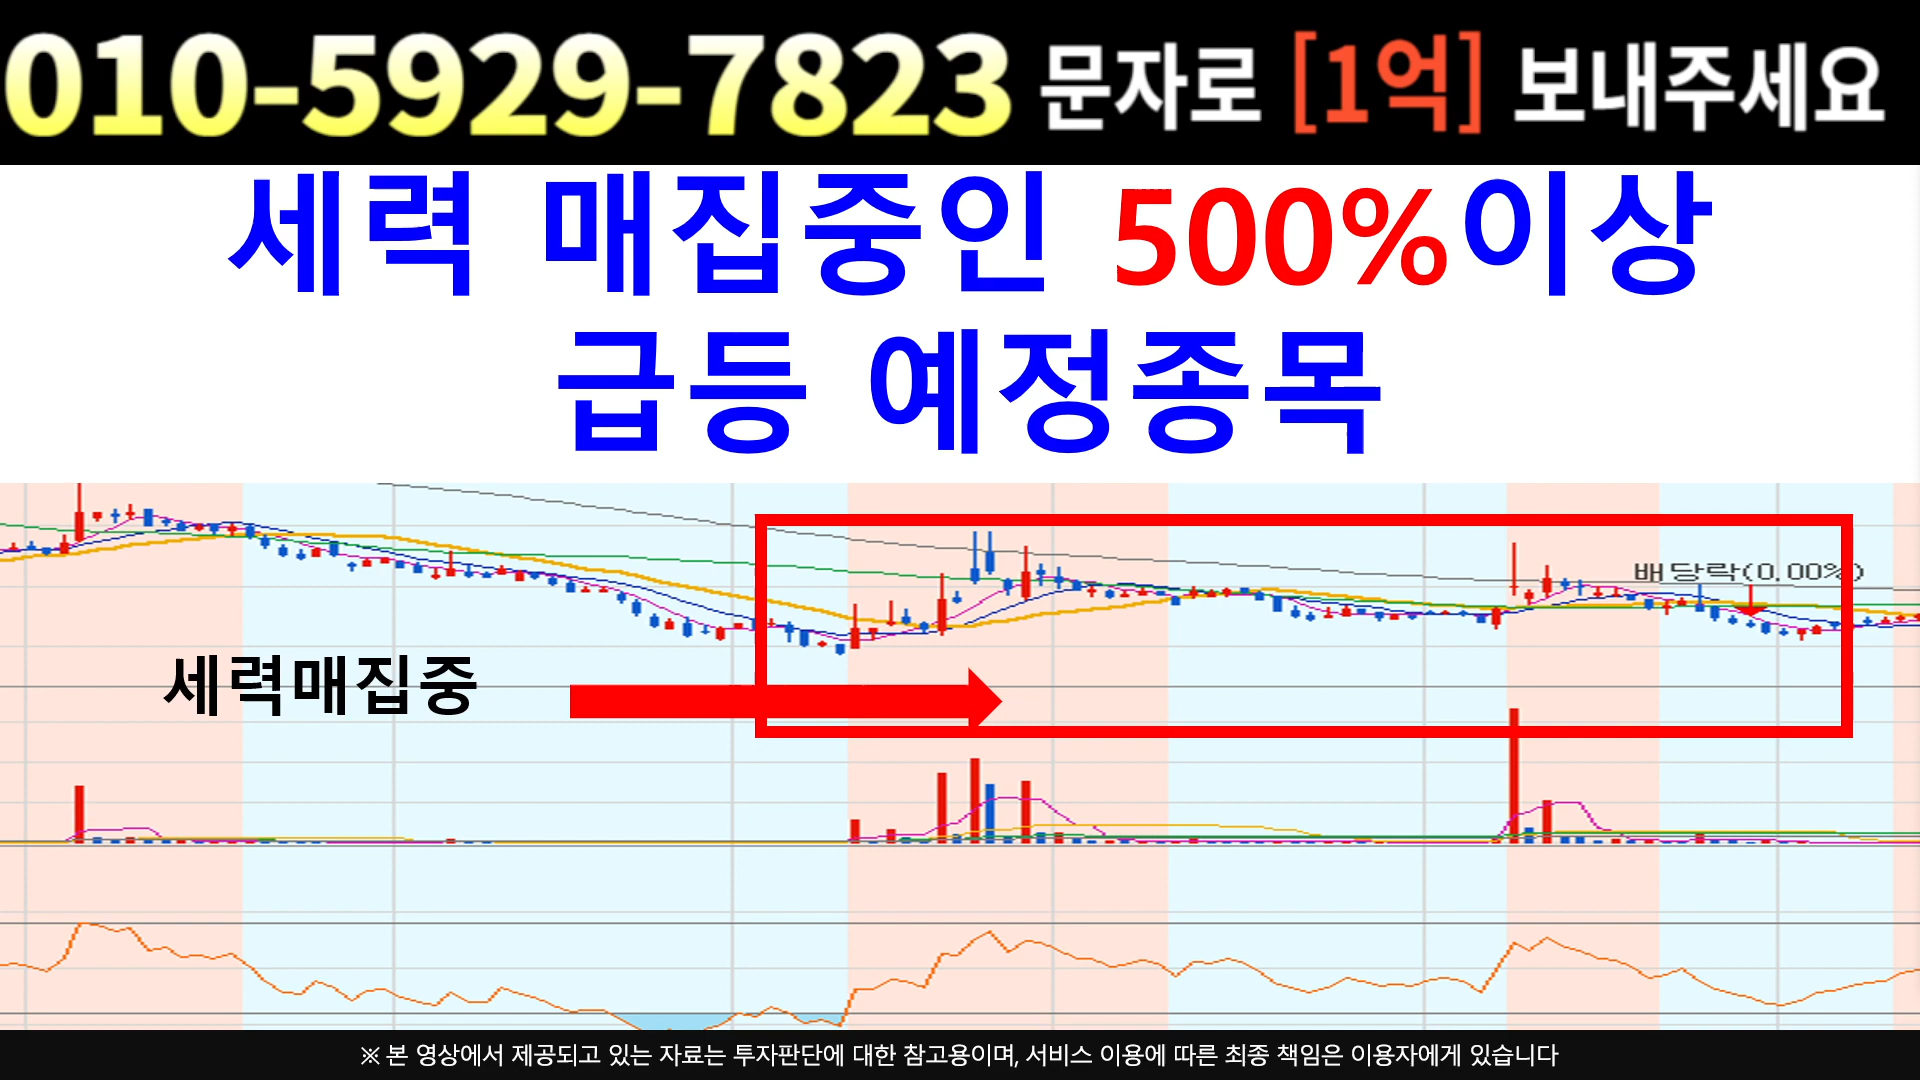 010-5929-7823 문자로 [1억] 보내주세요
세력 매집중인 500%이상
급등 예정종목
배당락(0.00%)
세력매집중
※ 본 영상에서 제공되고 있는 자료는 투자판단에 대한 참고용이며, 서비스 이용에 따른 최종 책임은 이용자에게 있습니다